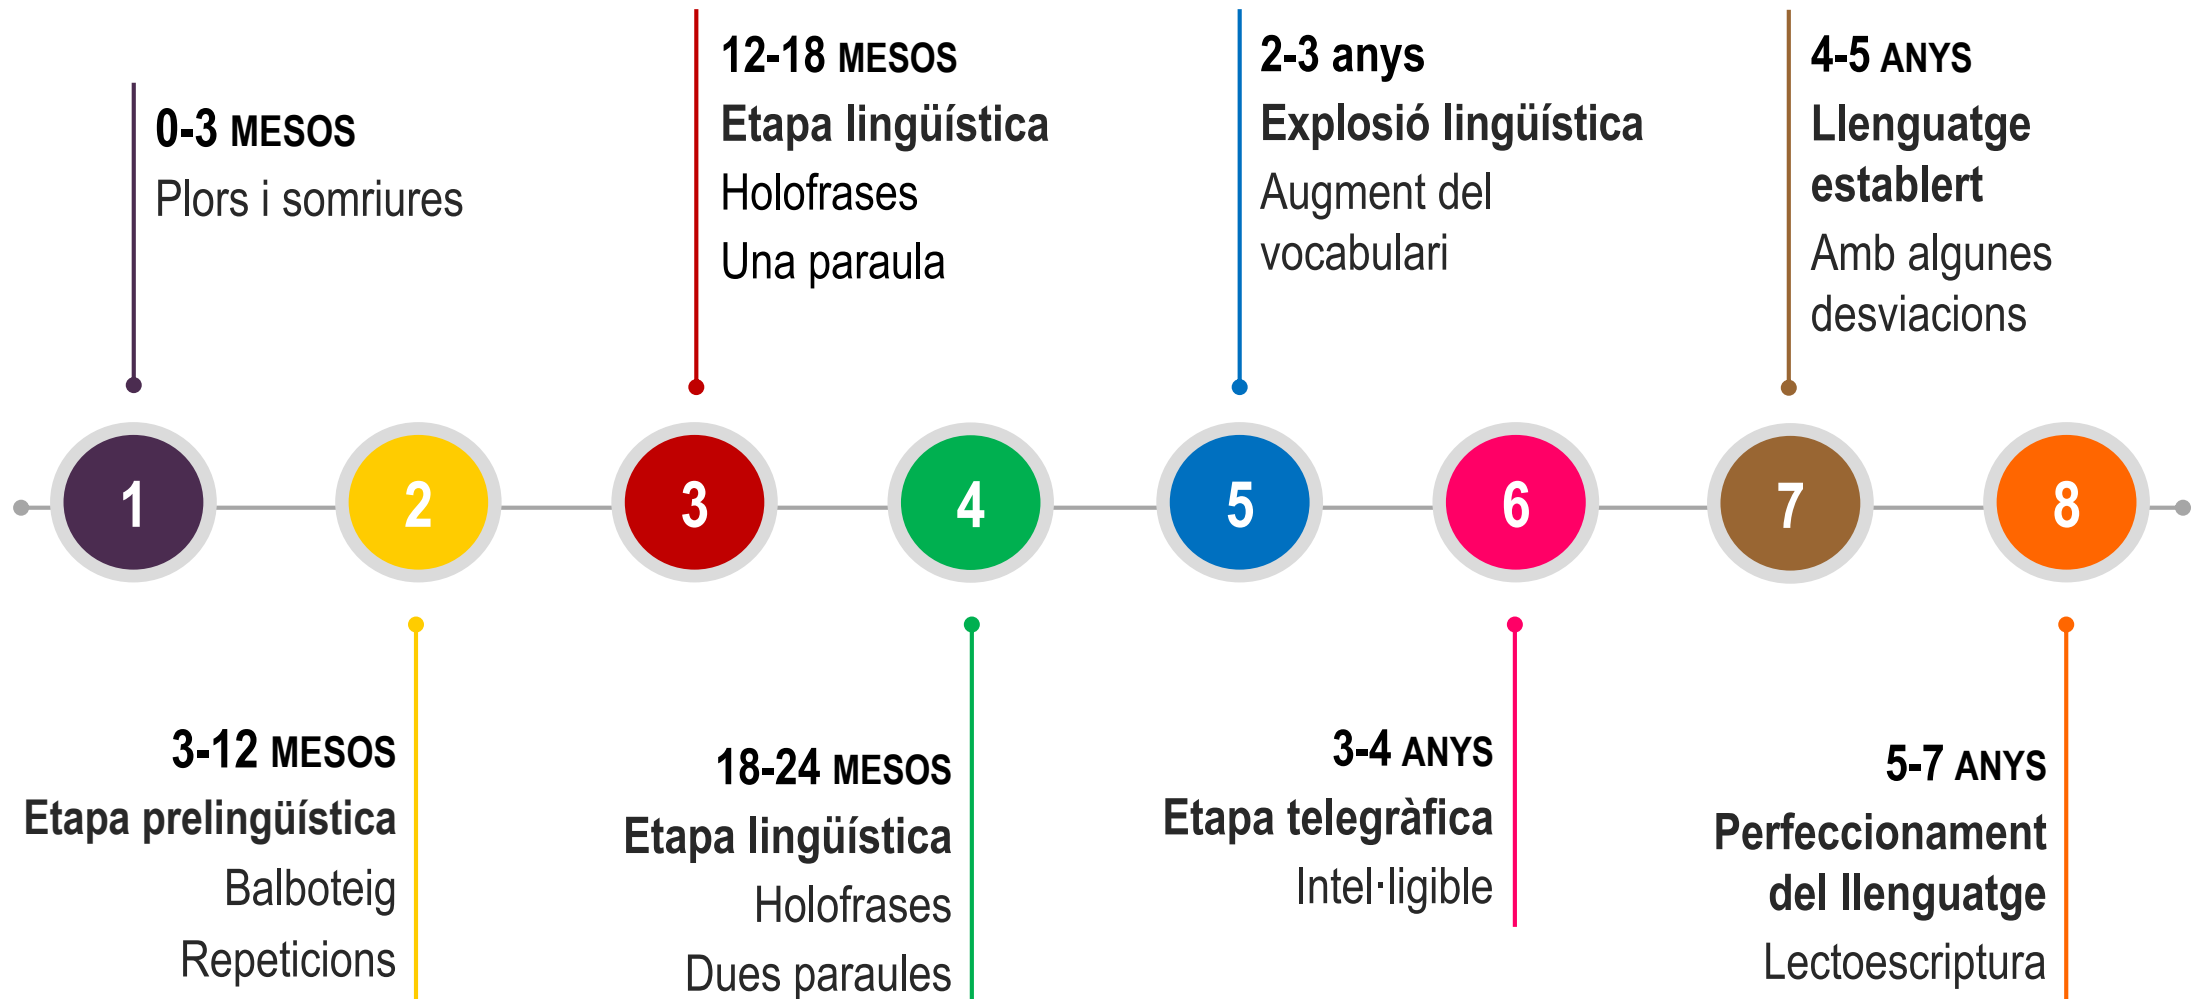 0-3 MESOS
Plors i somriures
12-18 MESOS
Etapa lingüística
Holofrases
Una paraula
2-3 anys
Explosió lingüística
Augment del
vocabulari
4-5 ANYS
Llenguatge
establert
Amb algunes
desviacions
1
2
3
4
5
6
7
8
3-12 MESOS
Etapa prelingüística
Balboteig
Repeticions
18-24 MESOS
Etapa lingüística
Holofrases
Dues paraules
3-4 ANYS
Etapa telegràfica
Intel·ligible
5-7 ANYS
Perfeccionament
del llenguatge
Lectoescriptura